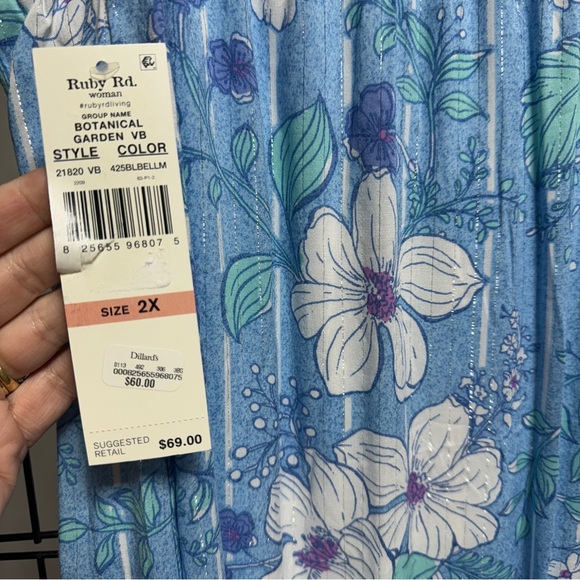 Ruby Rd.
woman
#rubyrdliving
GROUP NAME
BOTANICAL
GARDEN VB
STYLE COLOR
21820 VB 425BLBELLM
8 25655 96807 5
SIZE 2X
Dillard's
000825655968075
$60.00
SUGGESTED
RETAIL $69.00